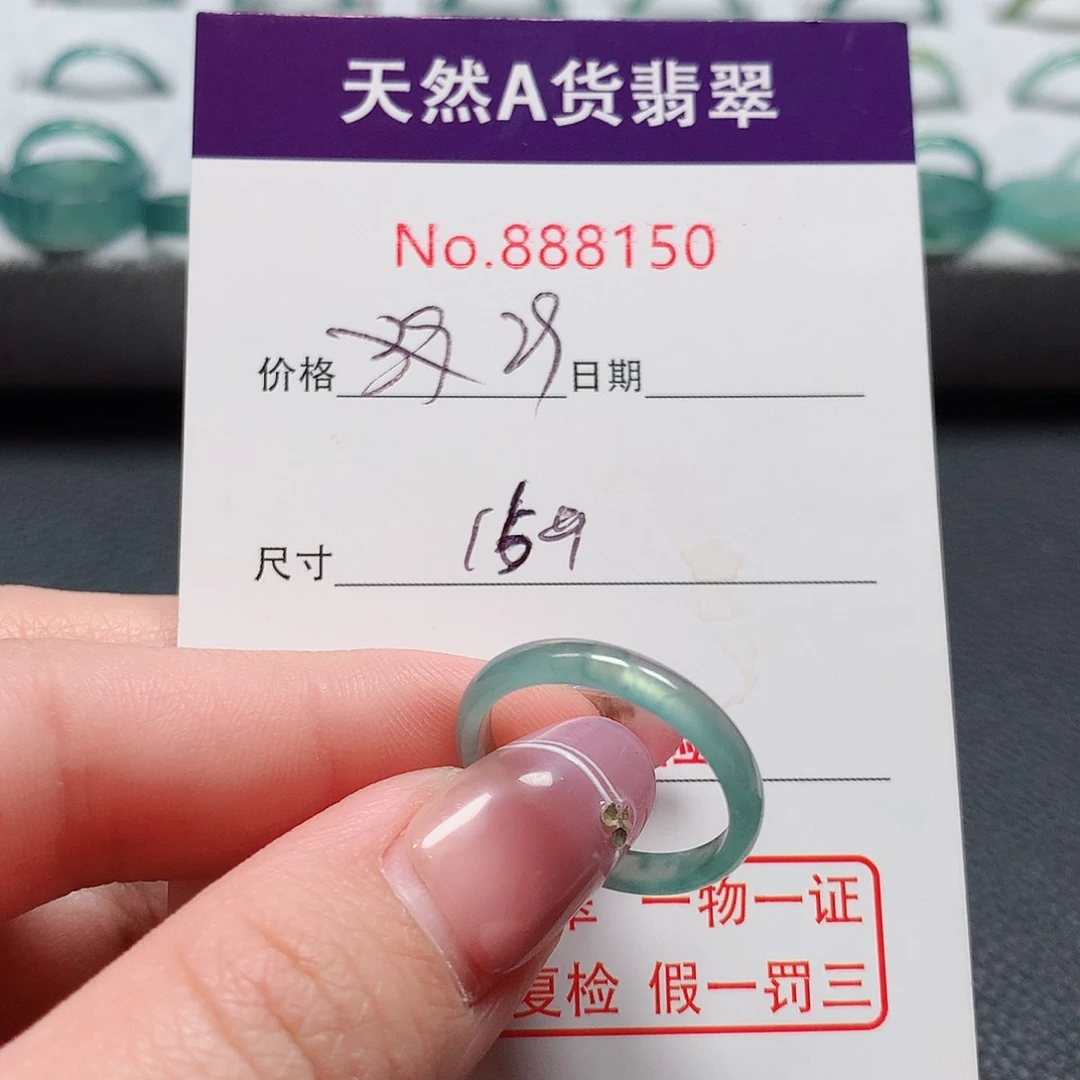 天然A货翡翠
No.888150
价格 29 日期
尺寸 159
一物一证
复检 假一罚三